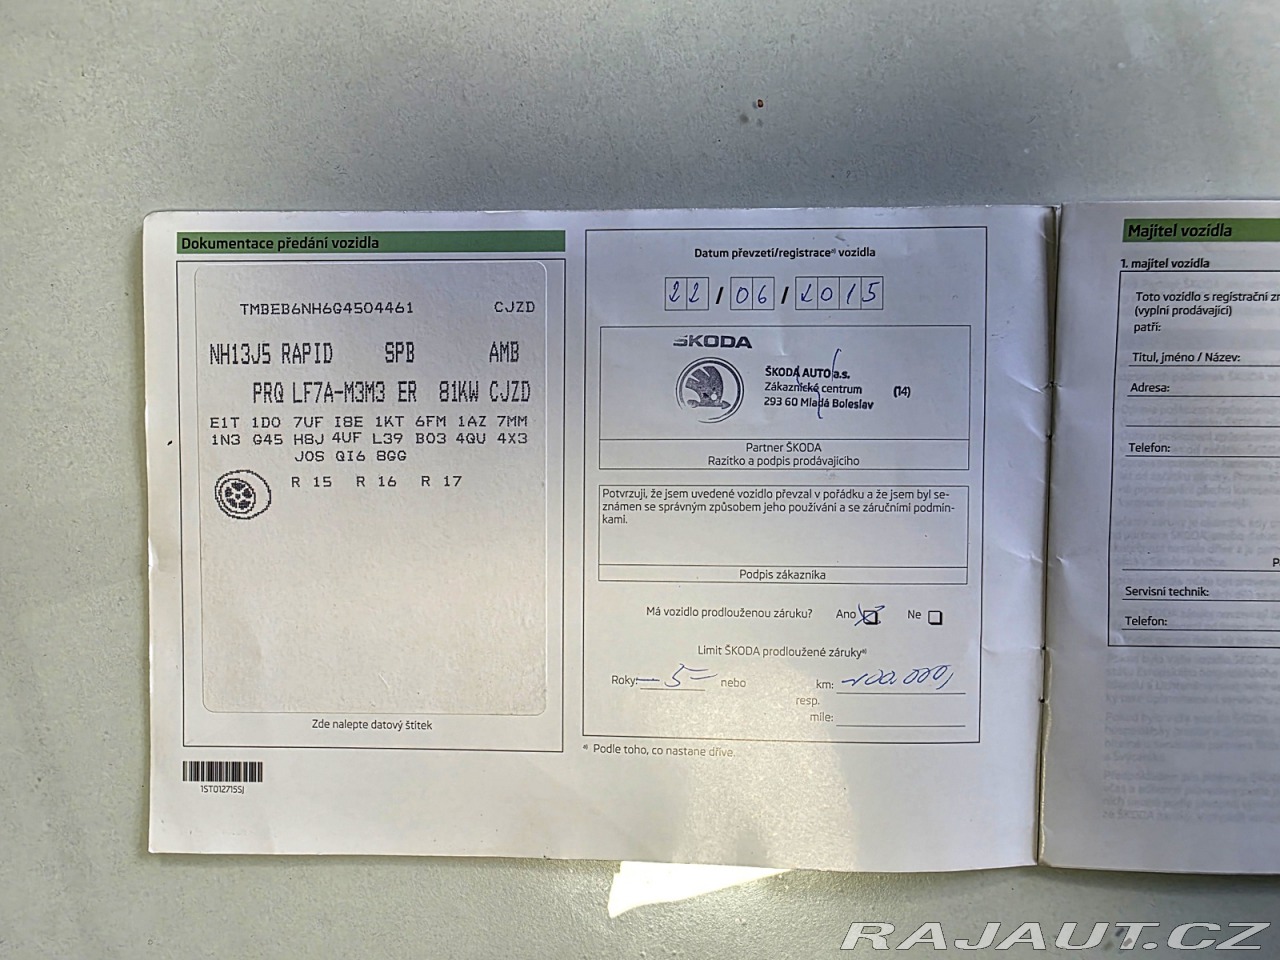 Dokumentace předání vozidla
TMBEB6NH6G4504461 CJZD
NH13J5 RAPID SPB AMB
PRQ LF7A-M3M3 ER 81KW CJZD
E1T 1DO 7UF I8E 1KT 6FM 1AZ 7MM
1N3 G45 H8J 4UF L39 B03 4QU 4X3
J0S QI6 8GG
R 15 R 16 R 17
Zde nalepte datový štítek
1ST012715SJ
Datum převzetí/registrace a) vozidla
22 / 06 / 2015
ŠKODA
ŠKODA AUTO a.s.
Zákaznické centrum (14)
293 60 Mladá Boleslav
Partner ŠKODA
Razítko a podpis prodávajícího
Potvrzuji, že jsem uvedené vozidlo převzal v pořádku a že jsem byl se-
známen se správným způsobem jeho používání a se záručními podmín-
kami.
Podpis zákazníka
Má vozidlo prodlouženou záruku? Ano Ne
Limit ŠKODA prodloužené záruky a)
Roky: – 5 – nebo km: 100.000,
resp.
míle:
a) Podle toho, co nastane dříve.
Majitel vozidla
1. majitel vozidla
Toto vozidlo s registrační
(vyplní prodávající)
patří:
Titul, jméno / Název:
Adresa:
Telefon:
Servisní technik:
Telefon:
RAJAUT.CZ